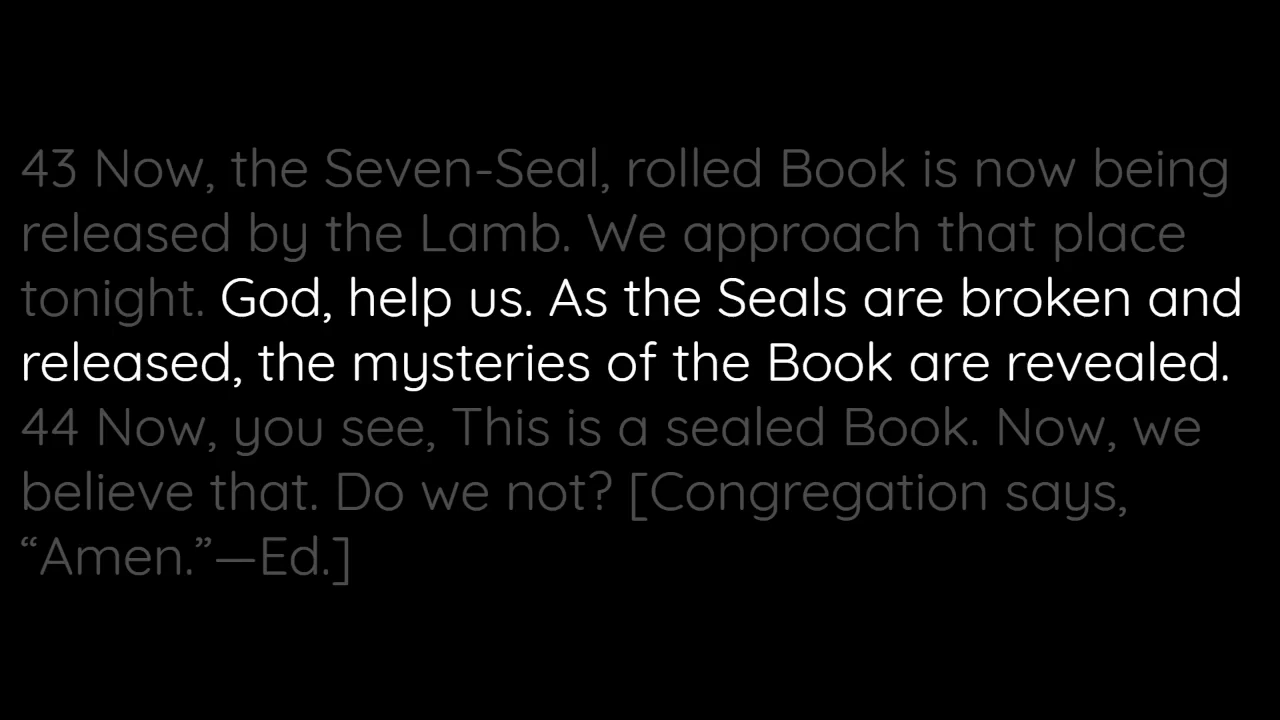 43 Now, the Seven-Seal, rolled Book is now being
released by the Lamb. We approach that place
tonight. God, help us. As the Seals are broken and
released, the mysteries of the Book are revealed.
44 Now, you see, This is a sealed Book. Now, we
believe that. Do we not? [Congregation says,
“Amen.”—Ed.]